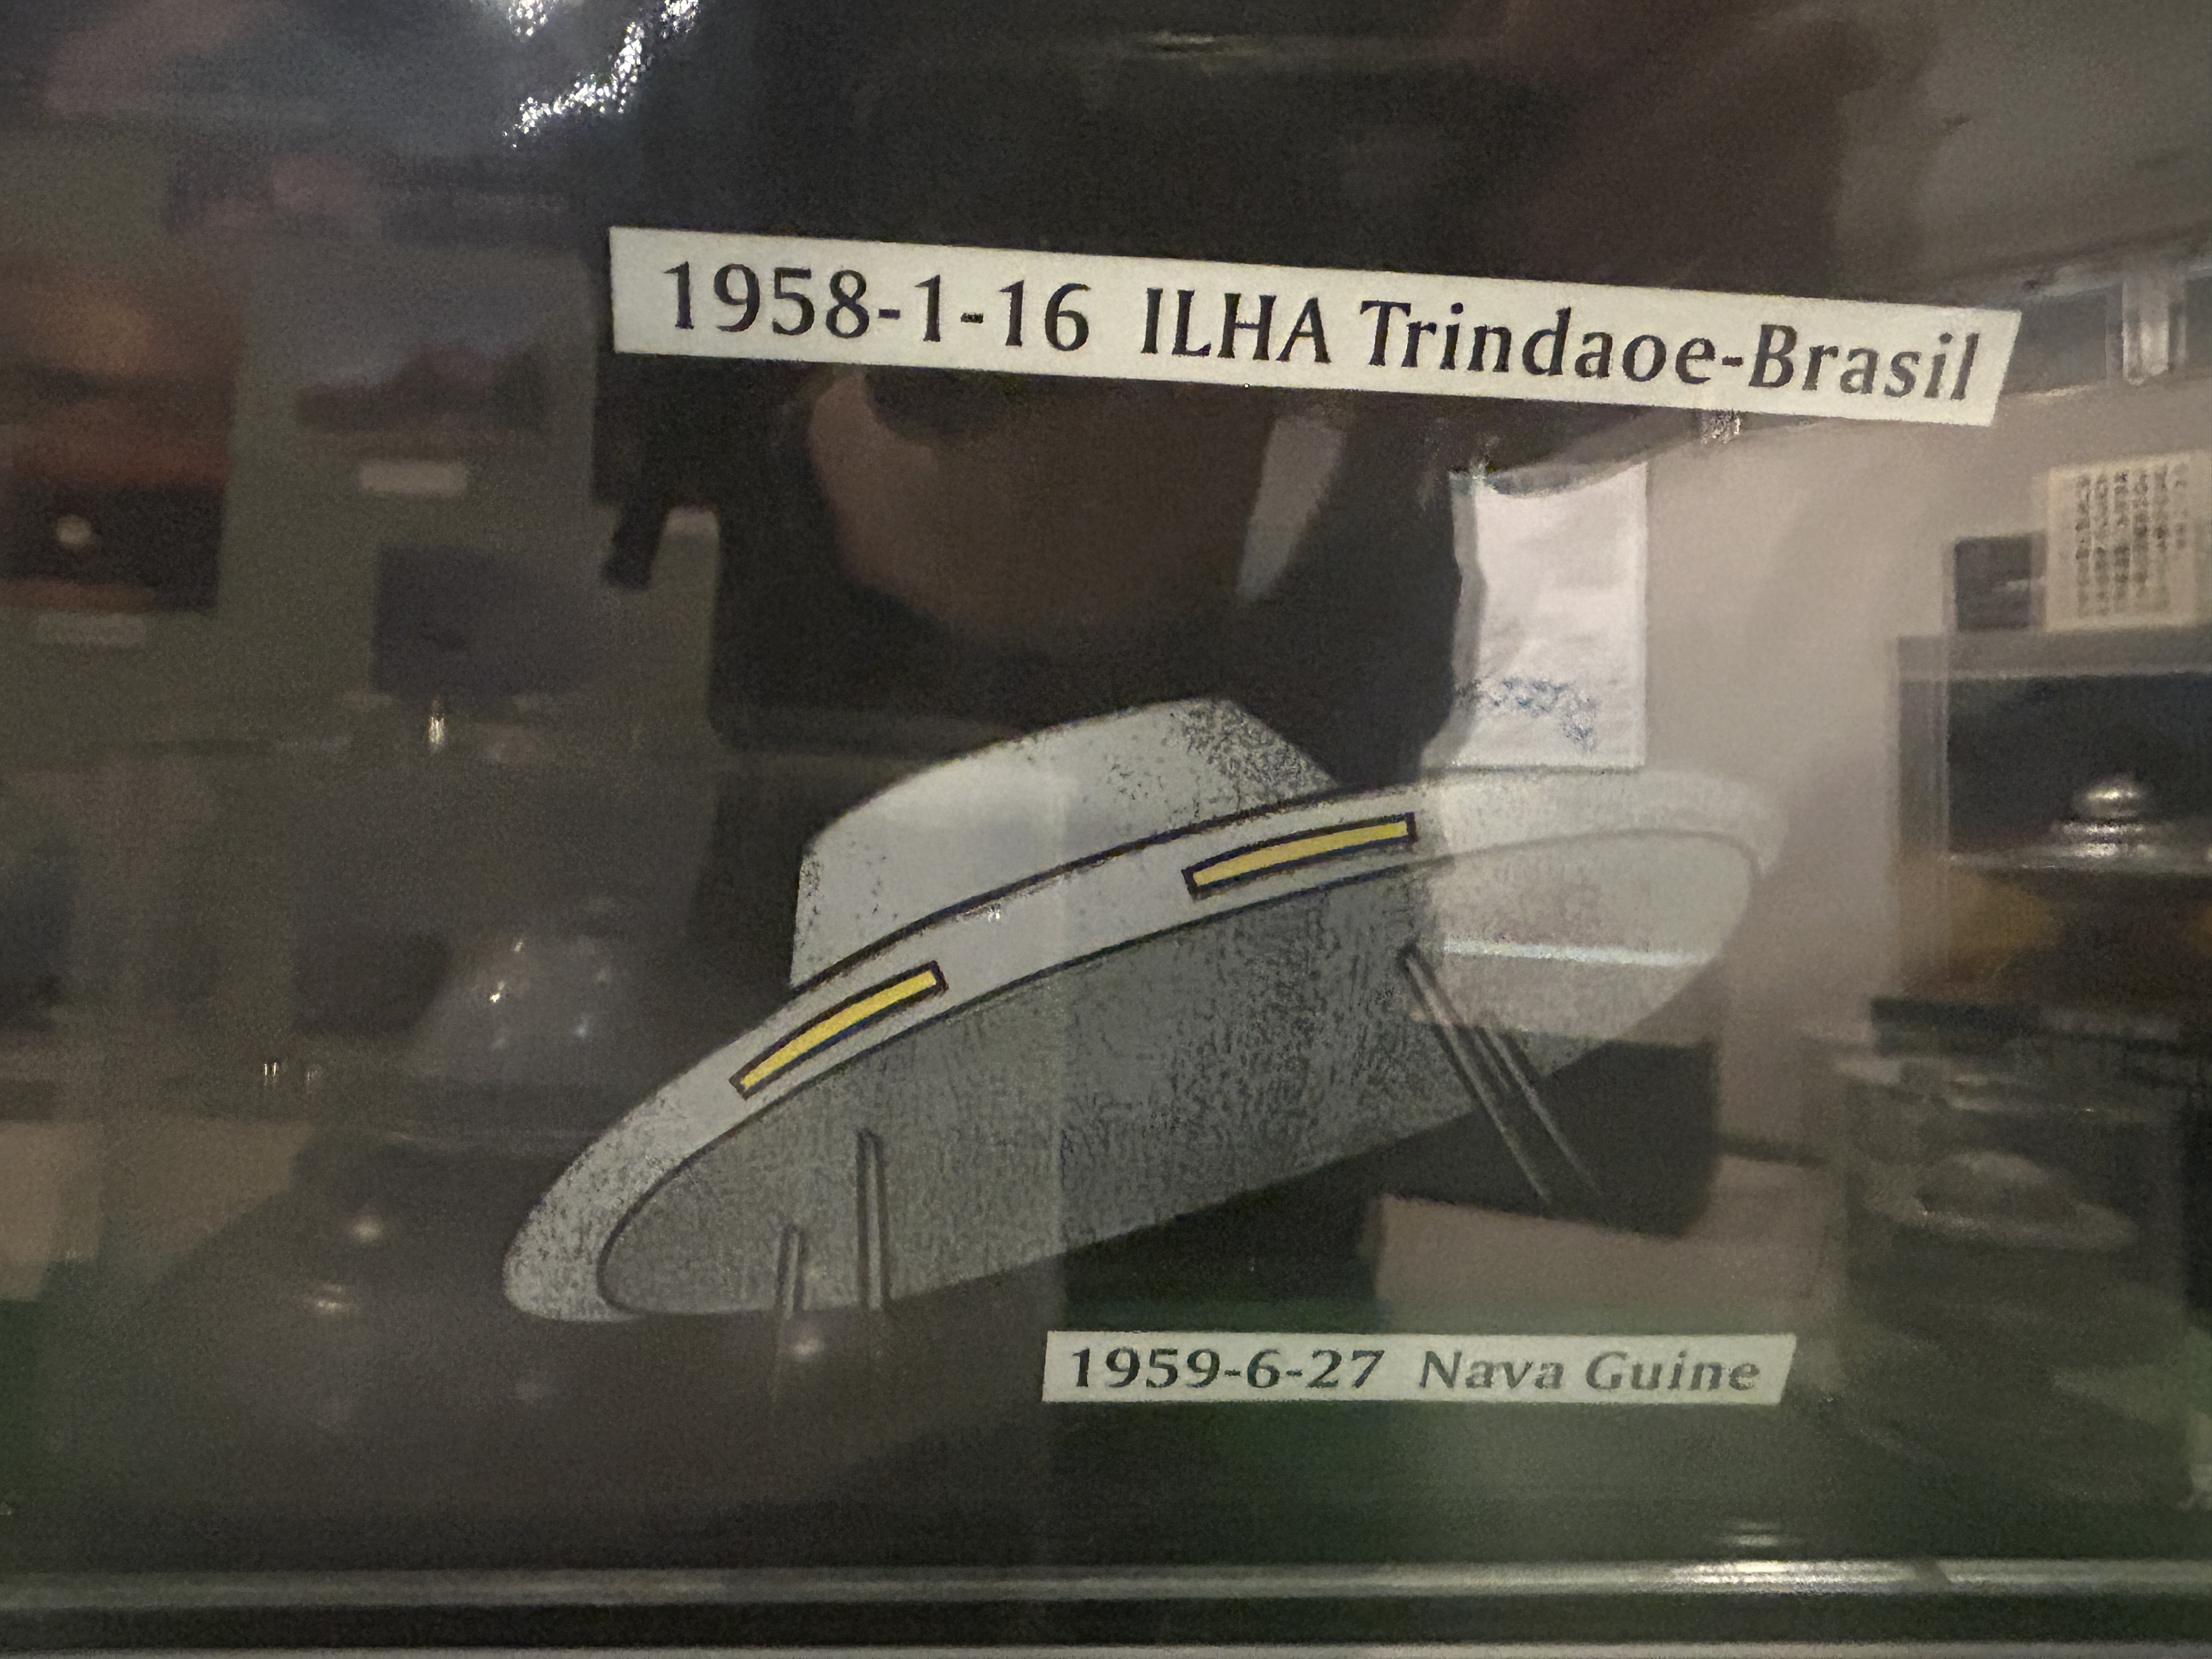 1958-1-16 ILHA Trindaoe-Brasil
1959-6-27 Nava Guine